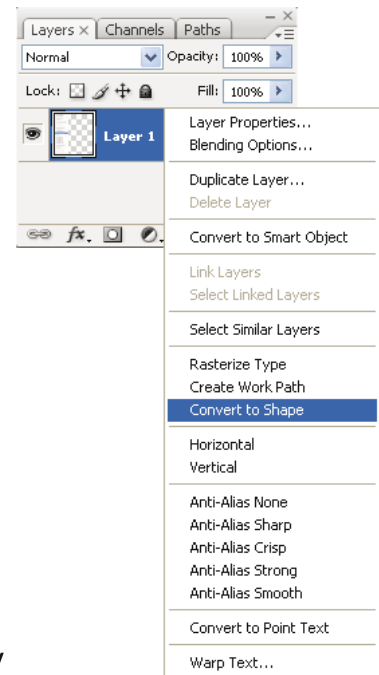 Layers × Channels Paths
Normal Opacity: 100%
Lock: Fill: 100%
Layer 1
fx.
Layer Properties...
Blending Options...
Duplicate Layer...
Delete Layer
Convert to Smart Object
Link Layers
Select Linked Layers
Select Similar Layers
Rasterize Type
Create Work Path
Convert to Shape
Horizontal
Vertical
Anti-Alias None
Anti-Alias Sharp
Anti-Alias Crisp
Anti-Alias Strong
Anti-Alias Smooth
Convert to Point Text
Warp Text...